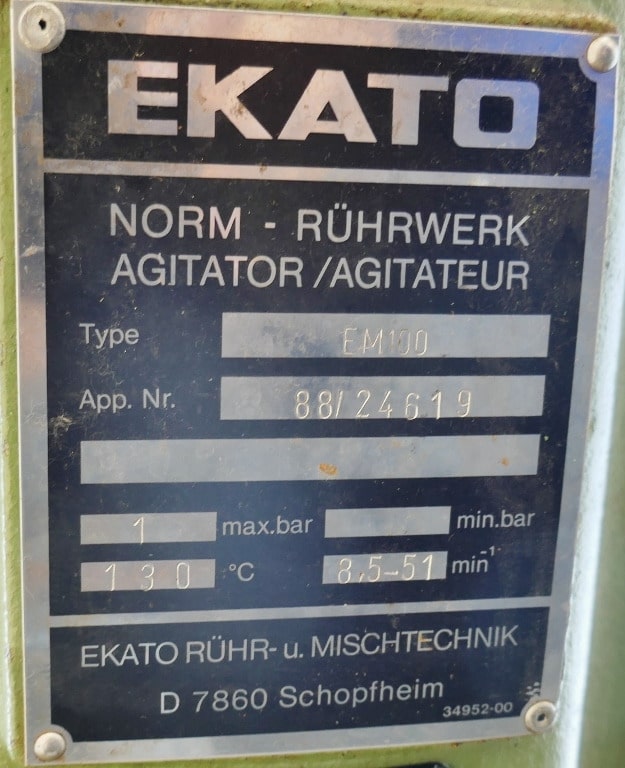 EKATO
NORM - RÜHRWERK
AGITATOR /AGITATEUR
Type EM100
App. Nr. 88/24619
1 max.bar min.bar
130 °C 8,5-51 min⁻¹
EKATO RÜHR- u. MISCHTECHNIK
D 7860 Schopfheim
34952-00